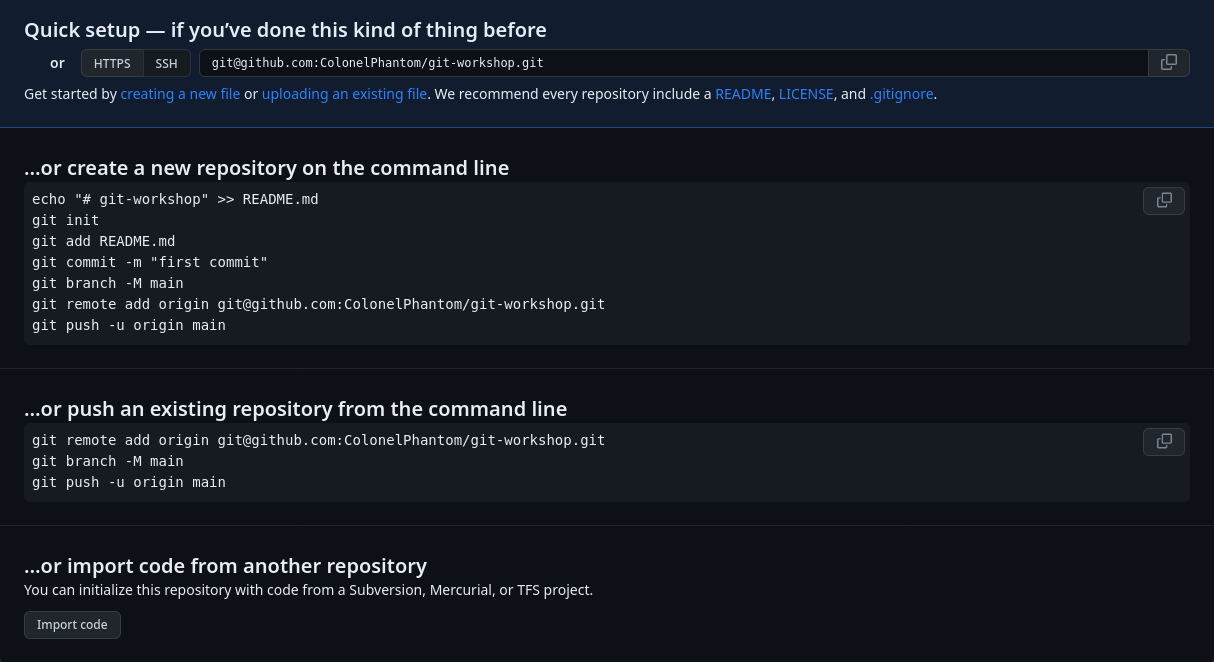 Quick setup — if you’ve done this kind of thing before
or HTTPS SSH git@github.com:ColonelPhantom/git-workshop.git
Get started by creating a new file or uploading an existing file. We recommend every repository include a README, LICENSE, and .gitignore.
…or create a new repository on the command line
echo "# git-workshop" >> README.md
git init
git add README.md
git commit -m "first commit"
git branch -M main
git remote add origin git@github.com:ColonelPhantom/git-workshop.git
git push -u origin main
…or push an existing repository from the command line
git remote add origin git@github.com:ColonelPhantom/git-workshop.git
git branch -M main
git push -u origin main
…or import code from another repository
You can initialize this repository with code from a Subversion, Mercurial, or TFS project.
Import code